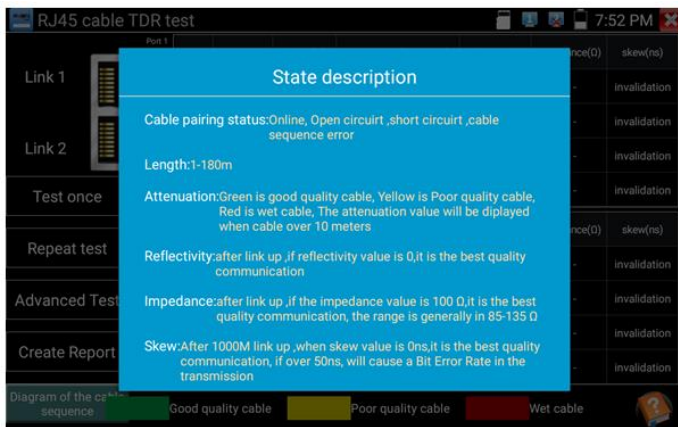 RJ45 cable TDR test
7:52 PM
Port 1
Link 1
Link 2
Test once
Repeat test
Advanced Test
Create Report
Diagram of the cable
sequence
State description
Cable pairing status:Online, Open circuirt ,short circuirt ,cable
sequence error
Length:1-180m
Attenuation:Green is good quality cable, Yellow is Poor quality cable,
Red is wet cable, The attenuation value will be diplayed
when cable over 10 meters
Reflectivity:after link up ,if reflectivity value is 0,it is the best quality
communication
Impedance:after link up ,if the impedance value is 100 Ω,it is the best
quality communication, the range is generally in 85-135 Ω
Skew:After 1000M link up ,when skew value is 0ns,it is the best quality
communication, if over 50ns, will cause a Bit Error Rate in the
transmission
nce(Ω) skew(ns)
- invalidation
- invalidation
- invalidation
- invalidation
nce(Ω) skew(ns)
- invalidation
- invalidation
- invalidation
- invalidation
Good quality cable
Poor quality cable
Wet cable
?